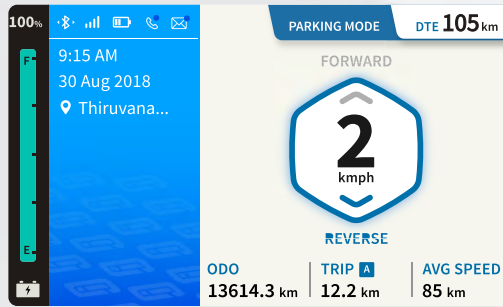 100%
F
E
9:15 AM
30 Aug 2018
Thiruvana...
PARKING MODE
DTE 105 km
FORWARD
2
kmph
REVERSE
ODO
13614.3 km
TRIP A
12.2 km
AVG SPEED
85 km